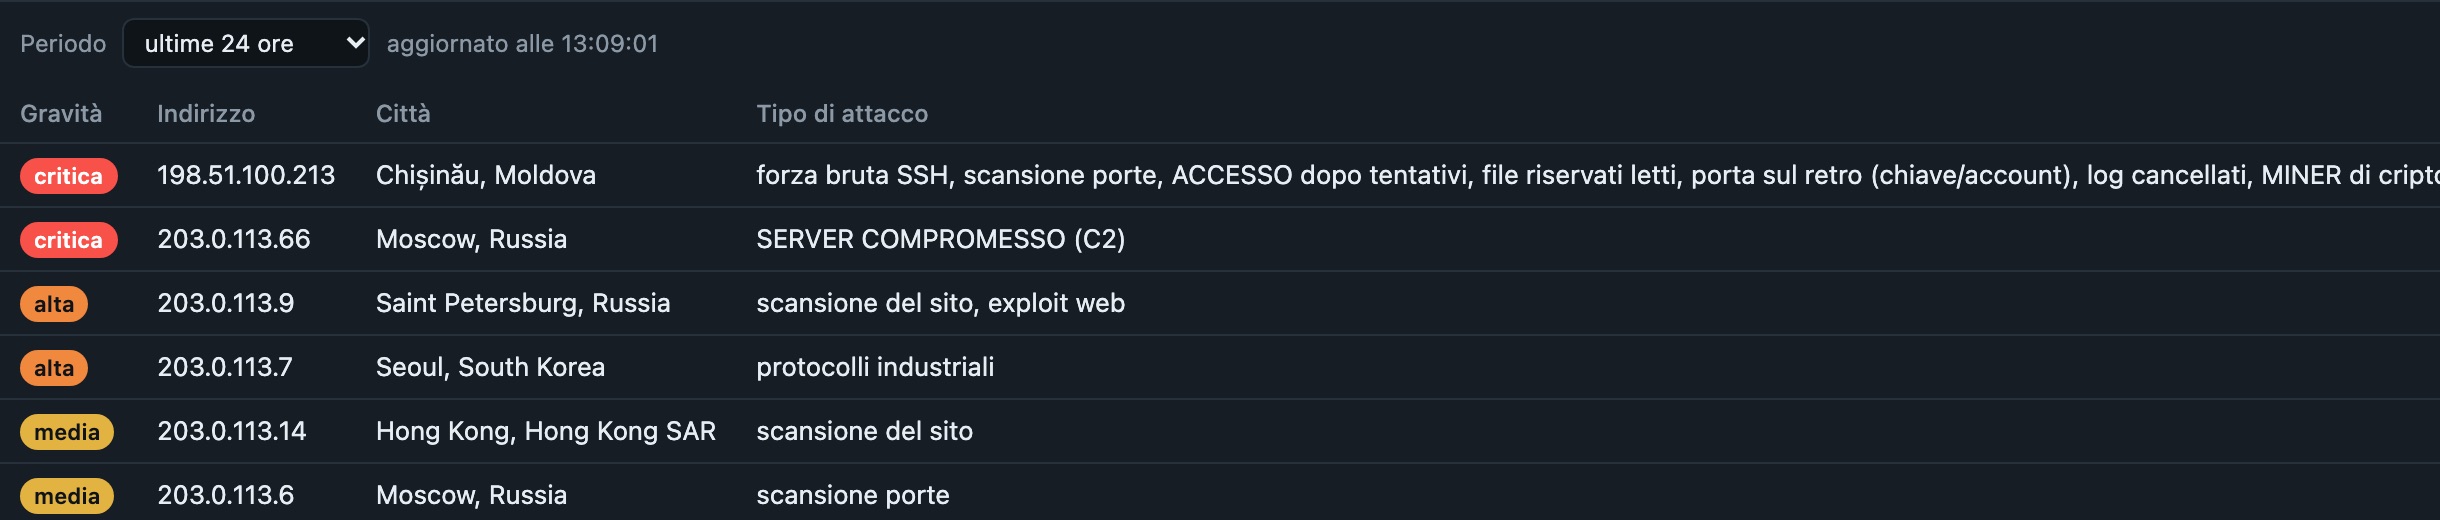 Periodo ultime 24 ore aggiornato alle 13:09:01
Gravità Indirizzo Città Tipo di attacco
critica 198.51.100.213 Chișinău, Moldova forza bruta SSH, scansione porte, ACCESSO dopo tentativi, file riservati letti, porta sul retro (chiave/account), log cancellati, MINER di cripto
critica 203.0.113.66 Moscow, Russia SERVER COMPROMESSO (C2)
alta 203.0.113.9 Saint Petersburg, Russia scansione del sito, exploit web
alta 203.0.113.7 Seoul, South Korea protocolli industriali
media 203.0.113.14 Hong Kong, Hong Kong SAR scansione del sito
media 203.0.113.6 Moscow, Russia scansione porte